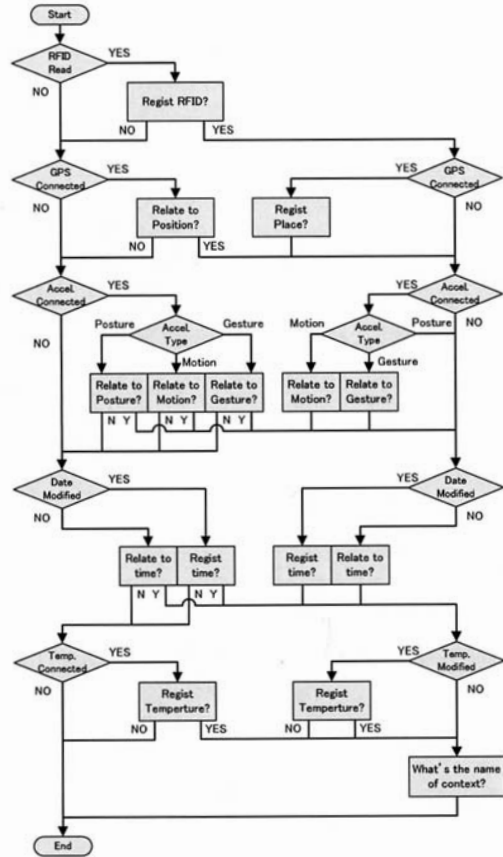 Start
RFID
Read
YES
NO
Regist RFID?
NO
YES
GPS
Connected
YES
NO
GPS
Connected
YES
NO
Relate to
Position?
NO
YES
Regist
Place?
Accel.
Connected
YES
NO
Accel.
Connected
YES
NO
Posture
Accel.
Type
Gesture
Motion
Motion
Accel.
Type
Posture
Gesture
Relate to
Posture?
Relate to
Motion?
Relate to
Gesture?
Relate to
Motion?
Relate to
Gesture?
N Y
N Y
N Y
Date
Modified
YES
NO
Date
Modified
YES
NO
Relate to
time?
Regist
time?
Regist
time?
Relate to
time?
N Y
N Y
Temp.
Connected
YES
NO
Temp.
Modified
YES
NO
Regist
Temperture?
NO
YES
Regist
Temperture?
NO
YES
What's the name
of context?
End